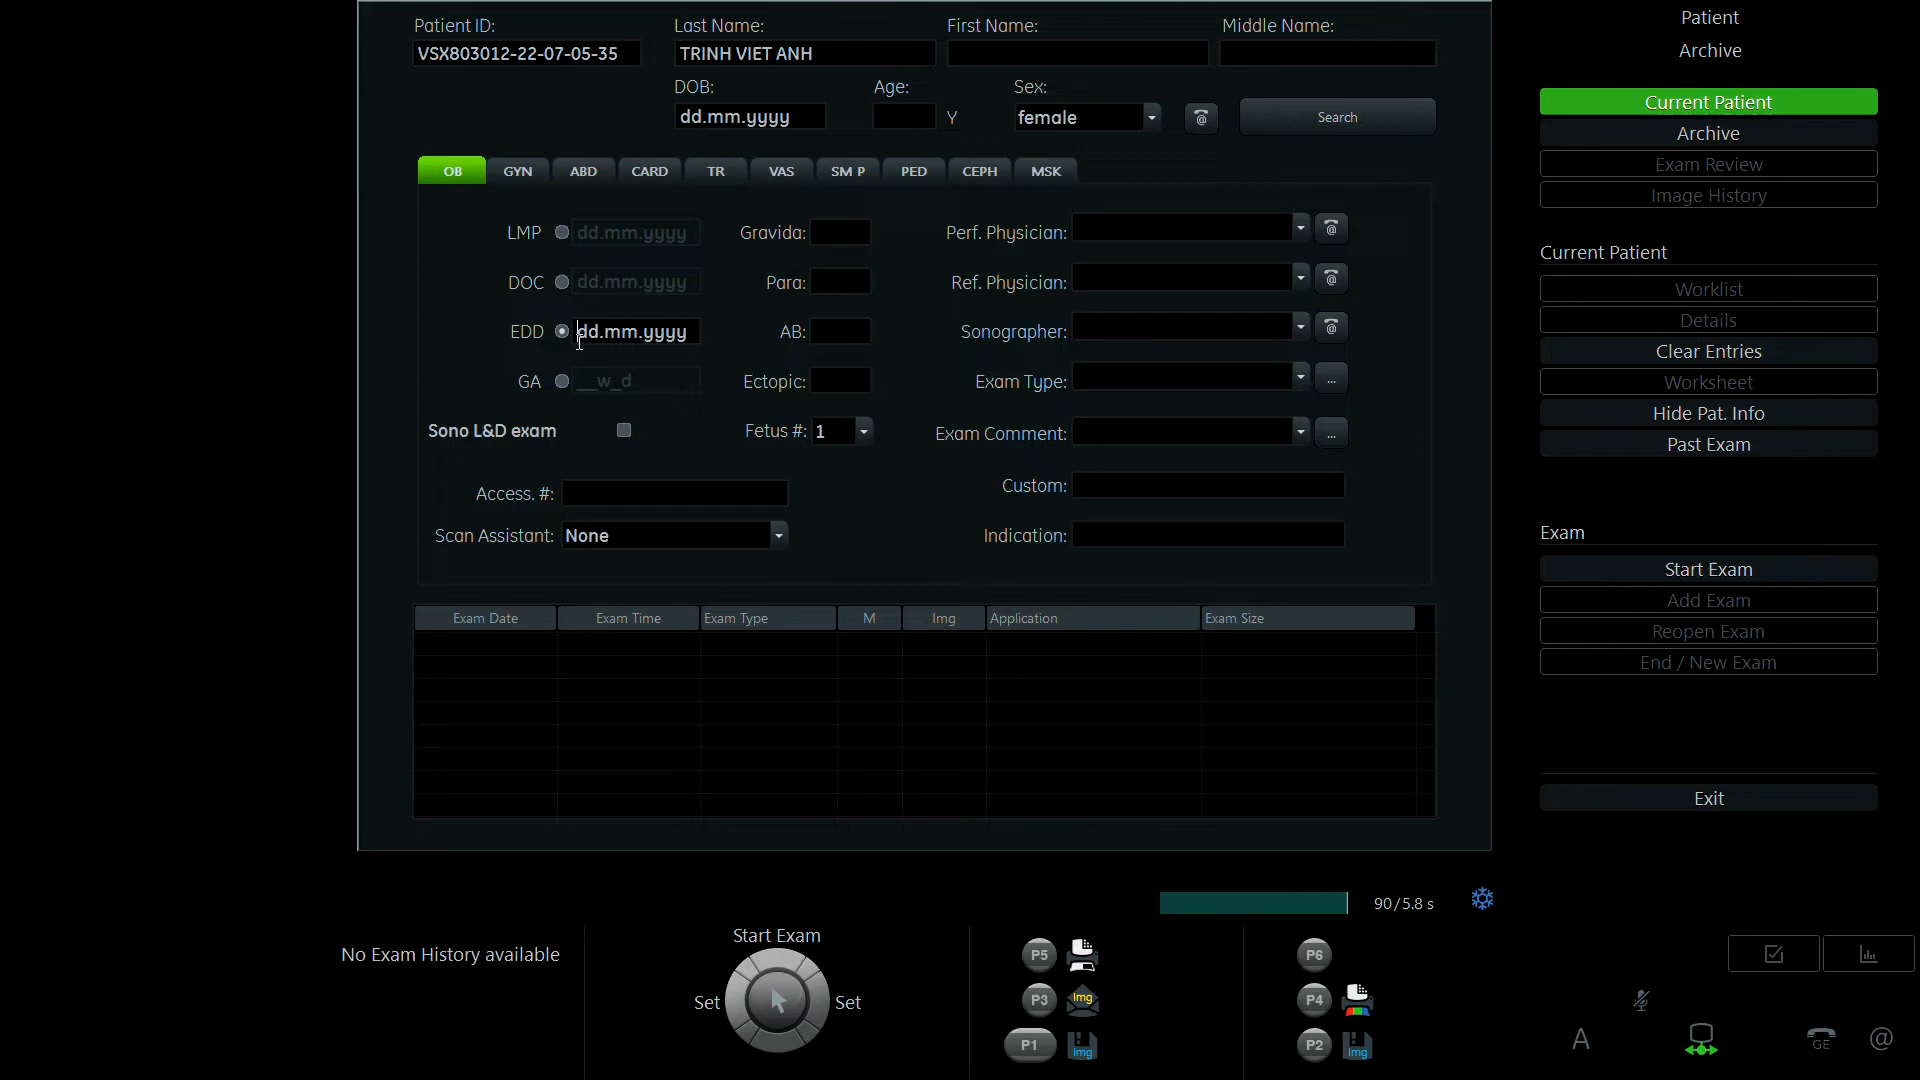 Patient ID: Last Name: First Name: Middle Name:
VSX803012-22-07-05-35 TRINH VIET ANH
DOB: Age: Sex:
dd.mm.yyyy Y female @ Search
OB GYN ABD CARD TR VAS SM P PED CEPH MSK
LMP dd.mm.yyyy Gravida: Perf. Physician: @
DOC dd.mm.yyyy Para: Ref. Physician: @
EDD dd.mm.yyyy AB: Sonographer: @
GA __w_d Ectopic: Exam Type: ...
Sono L&D exam Fetus #: 1 Exam Comment: ...
Access. #: Custom:
Scan Assistant: None Indication:
Exam Date Exam Time Exam Type M Img Application Exam Size
Patient
Archive
Current Patient
Archive
Exam Review
Image History
Current Patient
Worklist
Details
Clear Entries
Worksheet
Hide Pat. Info
Past Exam
Exam
Start Exam
Add Exam
Reopen Exam
End / New Exam
Exit
90/5.8 s
No Exam History available
Start Exam
Set Set
P5
P3 Img
P1 Img
P6
P4
P2 Img
A GE @